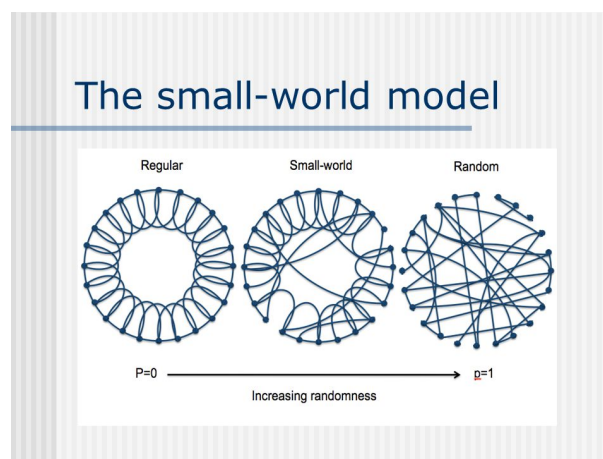 The small-world model
Regular Small-world Random
P=0 p=1
Increasing randomness